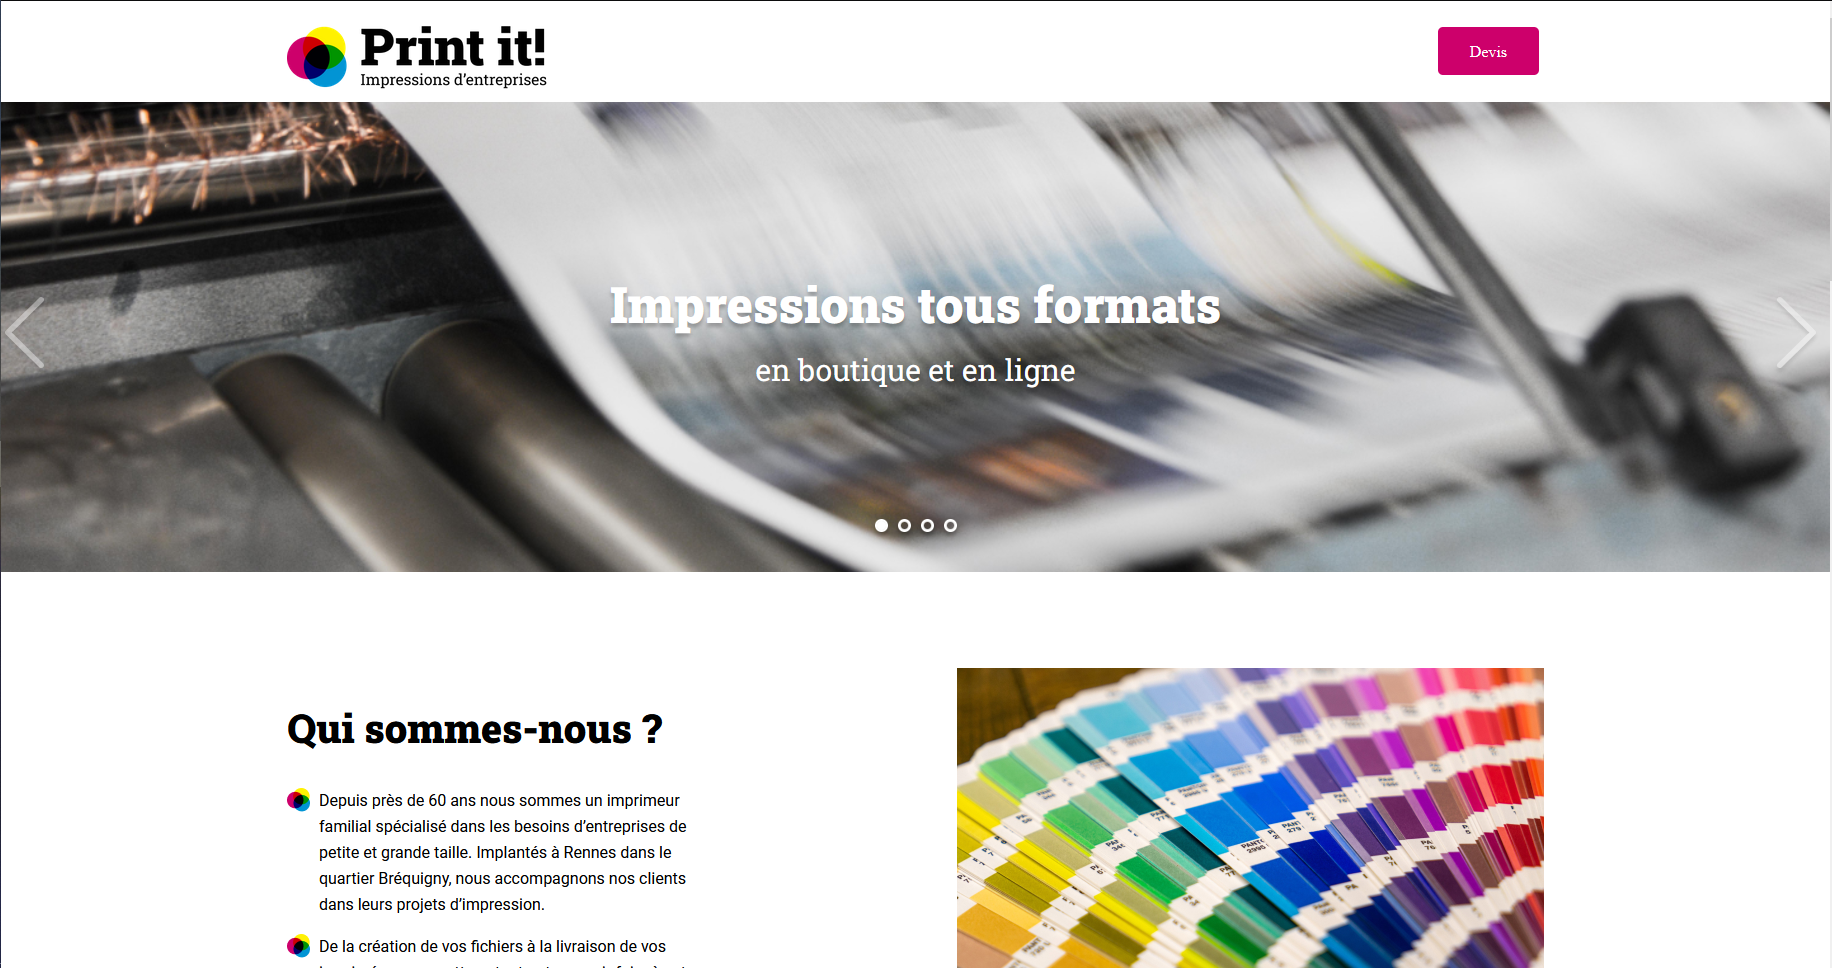 Print it!
Impressions d'entreprises
Devis
Impressions tous formats
en boutique et en ligne
Qui sommes-nous ?
Depuis près de 60 ans nous sommes un imprimeur
familial spécialisé dans les besoins d'entreprises de
petite et grande taille. Implantés à Rennes dans le
quartier Bréquigny, nous accompagnons nos clients
dans leurs projets d'impression.
De la création de vos fichiers à la livraison de vos